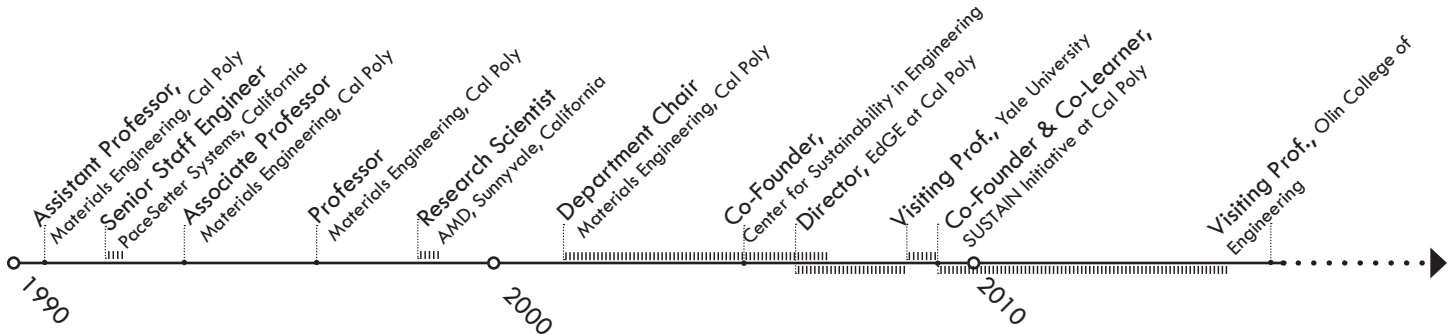 Assistant Professor,
Materials Engineering, Cal Poly
Senior Staff Engineer
PaceSetter Systems, California
Associate Professor
Materials Engineering, Cal Poly
Professor
Materials Engineering, Cal Poly
Research Scientist
AMD, Sunnyvale, California
Department Chair
Materials Engineering, Cal Poly
Co-Founder,
Center for Sustainability in Engineering
Director, EdGE at Cal Poly
Visiting Prof., Yale University
Co-Founder & Co-Learner,
SUSTAIN Initiative at Cal Poly
Visiting Prof., Olin College of
Engineering
1990
2000
2010